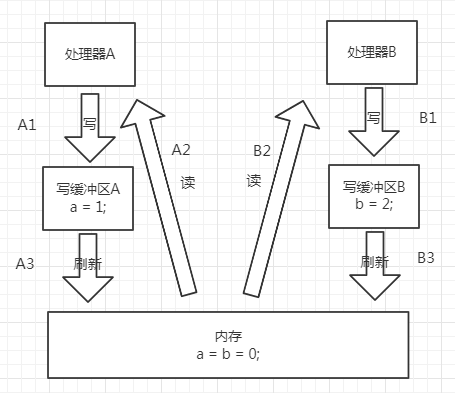 处理器A
处理器B
A1
写
写
B1
A2
读
B2
读
写缓冲区A
a = 1;
写缓冲区B
b = 2;
A3
刷新
刷新
B3
内存
a = b = 0;